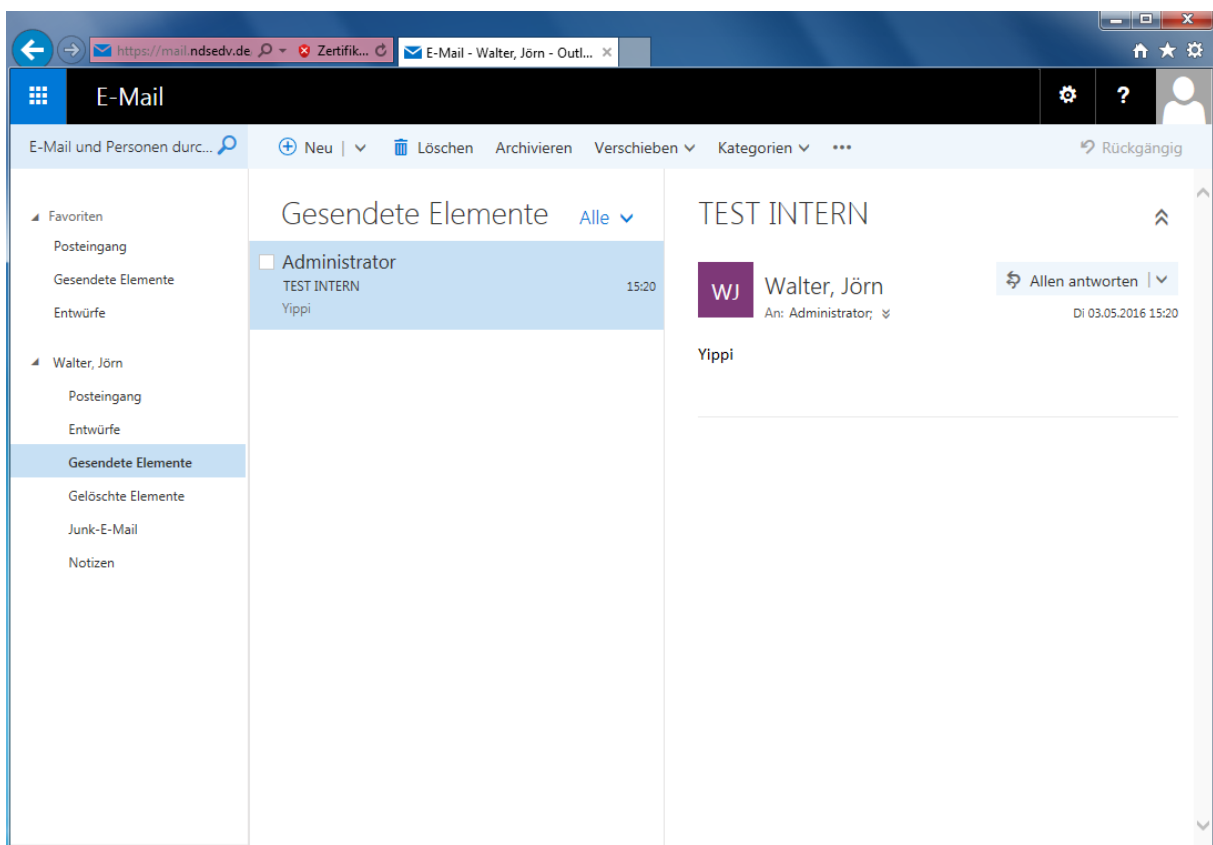 https://mail.ndsedv.de
Zertifik...
E-Mail - Walter, Jörn - Outl...
E-Mail
?
E-Mail und Personen durc...
Neu
Löschen
Archivieren
Verschieben
Kategorien
...
Rückgängig
Favoriten
Posteingang
Gesendete Elemente
Entwürfe
Walter, Jörn
Posteingang
Entwürfe
Gesendete Elemente
Gelöschte Elemente
Junk-E-Mail
Notizen
Gesendete Elemente Alle
Administrator
TEST INTERN 15:20
Yippi
TEST INTERN
WJ
Walter, Jörn
An: Administrator;
Allen antworten
Di 03.05.2016 15:20
Yippi